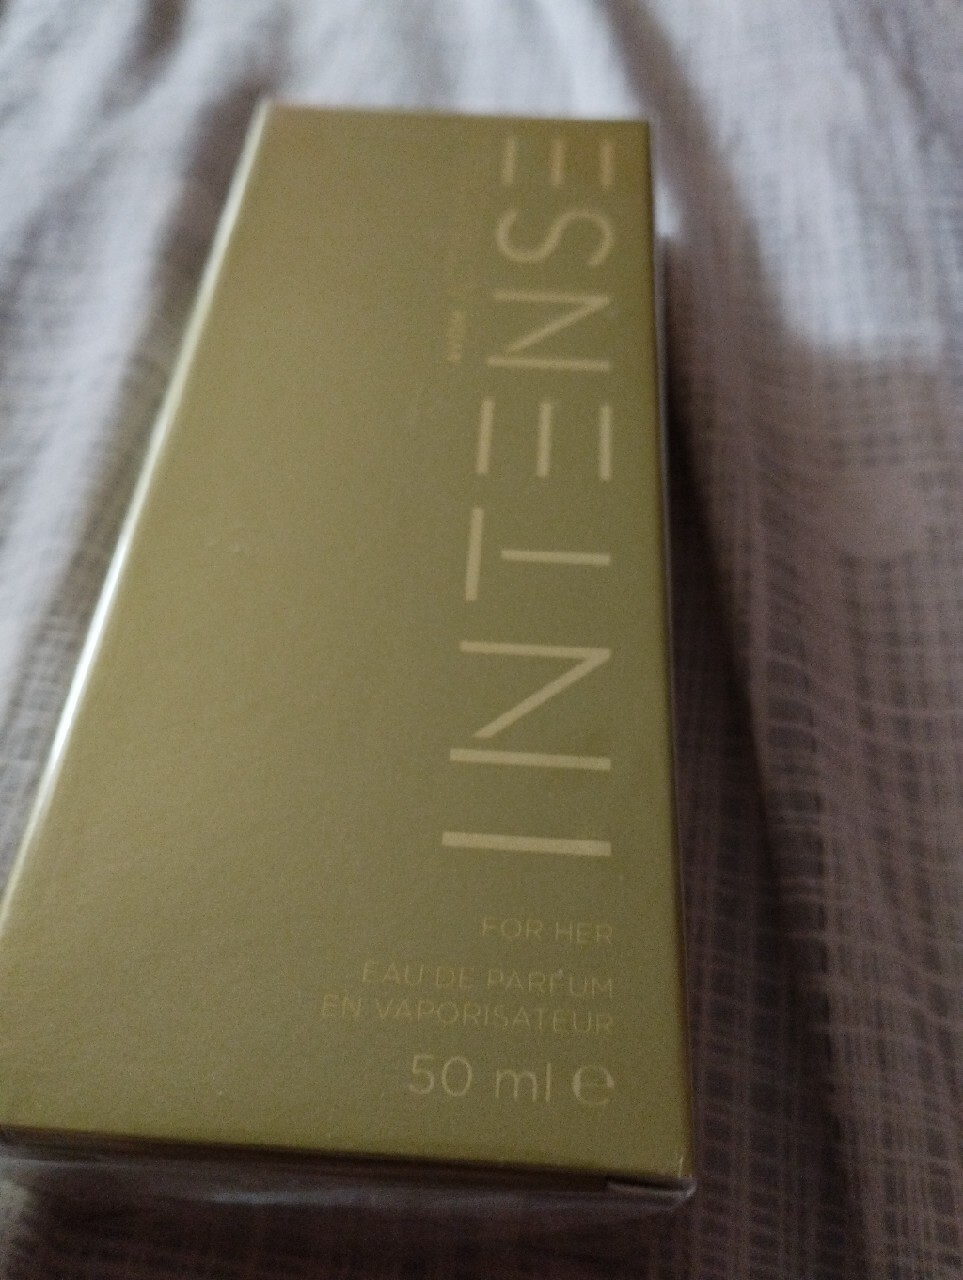 INTENSE
FOR HER
EAU DE PARFUM
EN VAPORISATEUR
50 ml ℮